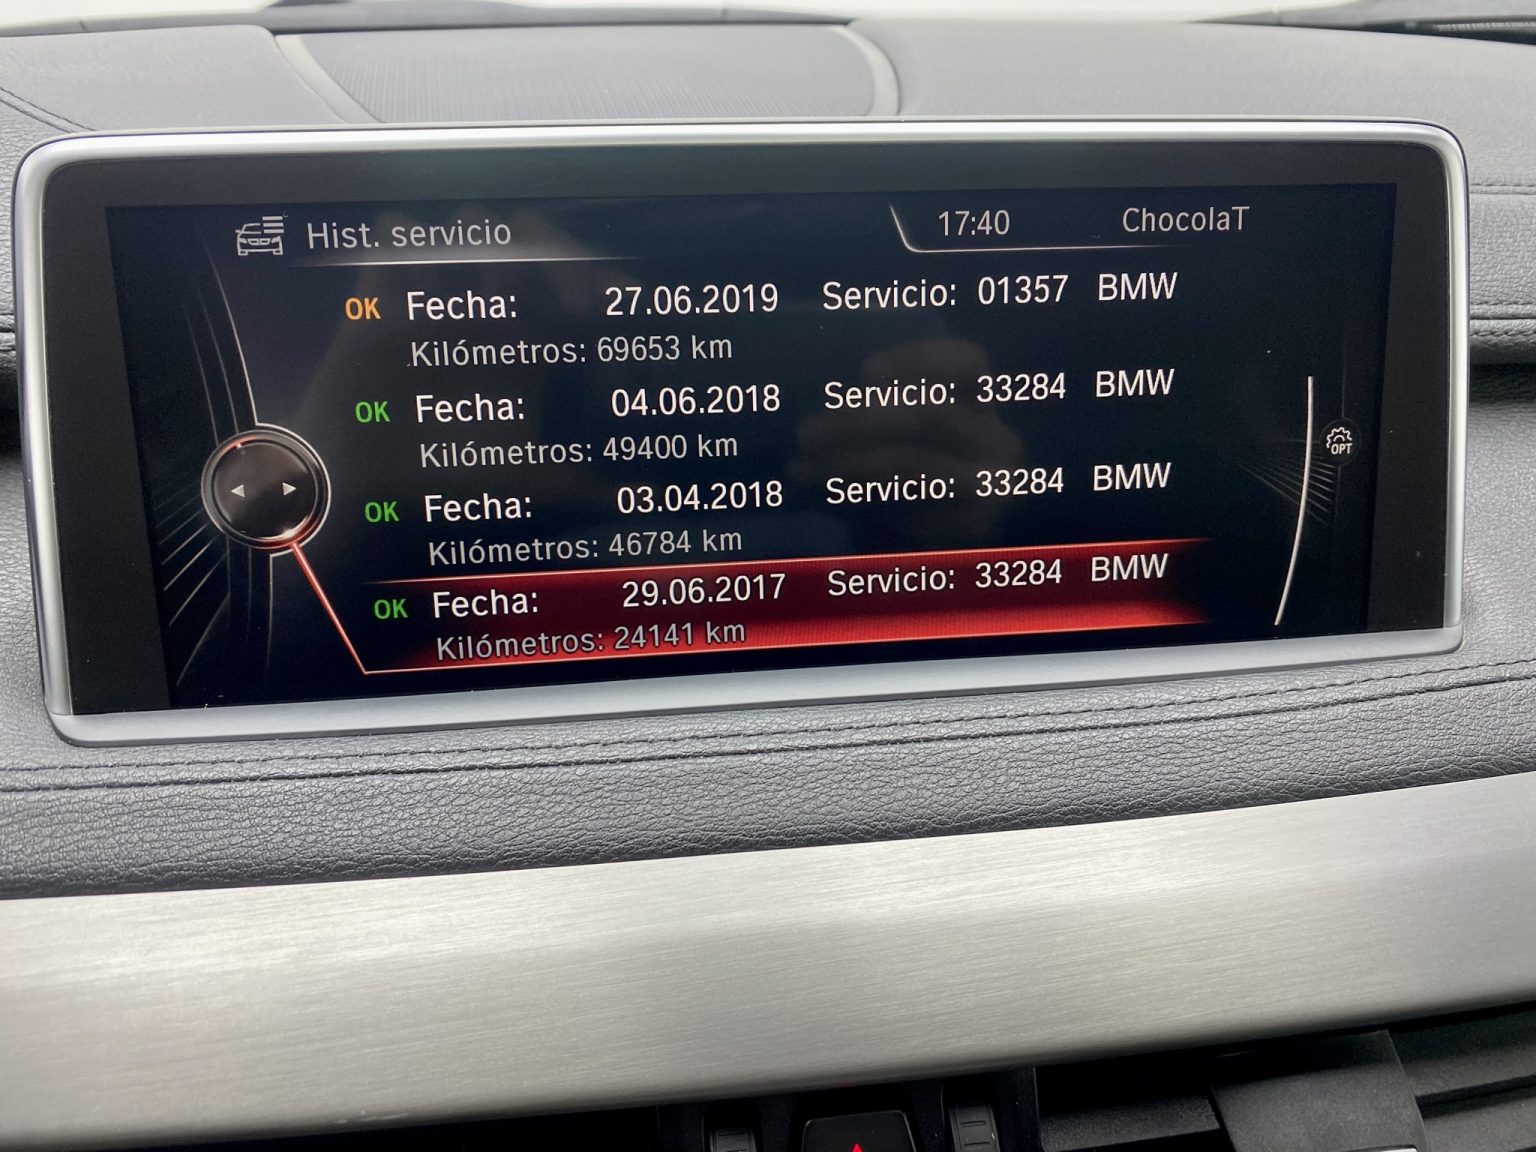 Hist. servicio
17:40 ChocolaT
OK Fecha: 27.06.2019 Servicio: 01357 BMW
Kilómetros: 69653 km
OK Fecha: 04.06.2018 Servicio: 33284 BMW
Kilómetros: 49400 km
OK Fecha: 03.04.2018 Servicio: 33284 BMW
Kilómetros: 46784 km
OK Fecha: 29.06.2017 Servicio: 33284 BMW
Kilómetros: 24141 km
OPT